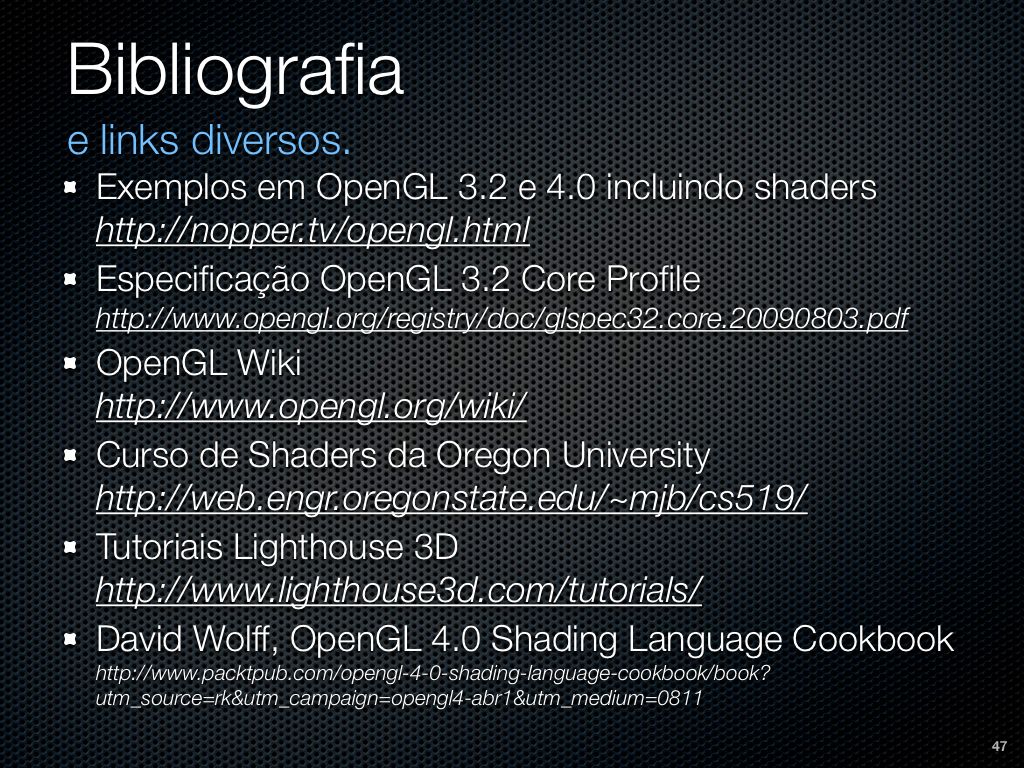 Bibliografia
e links diversos.
Exemplos em OpenGL 3.2 e 4.0 incluindo shaders
http://nopper.tv/opengl.html
Especificação OpenGL 3.2 Core Profile
http://www.opengl.org/registry/doc/glspec32.core.20090803.pdf
OpenGL Wiki
http://www.opengl.org/wiki/
Curso de Shaders da Oregon University
http://web.engr.oregonstate.edu/~mjb/cs519/
Tutoriais Lighthouse 3D
http://www.lighthouse3d.com/tutorials/
David Wolff, OpenGL 4.0 Shading Language Cookbook
http://www.packtpub.com/opengl-4-0-shading-language-cookbook/book?
utm_source=rk&utm_campaign=opengl4-abr1&utm_medium=0811
47